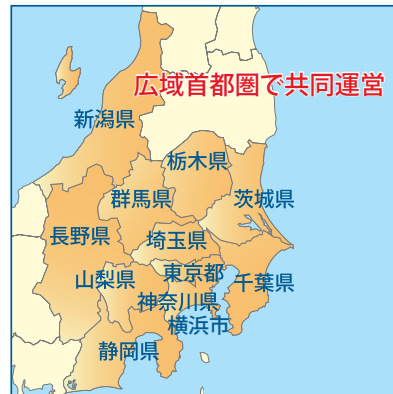 広域首都圏で共同運営
新潟県
栃木県
群馬県
茨城県
長野県
埼玉県
東京都
山梨県
千葉県
神奈川県
横浜市
静岡県